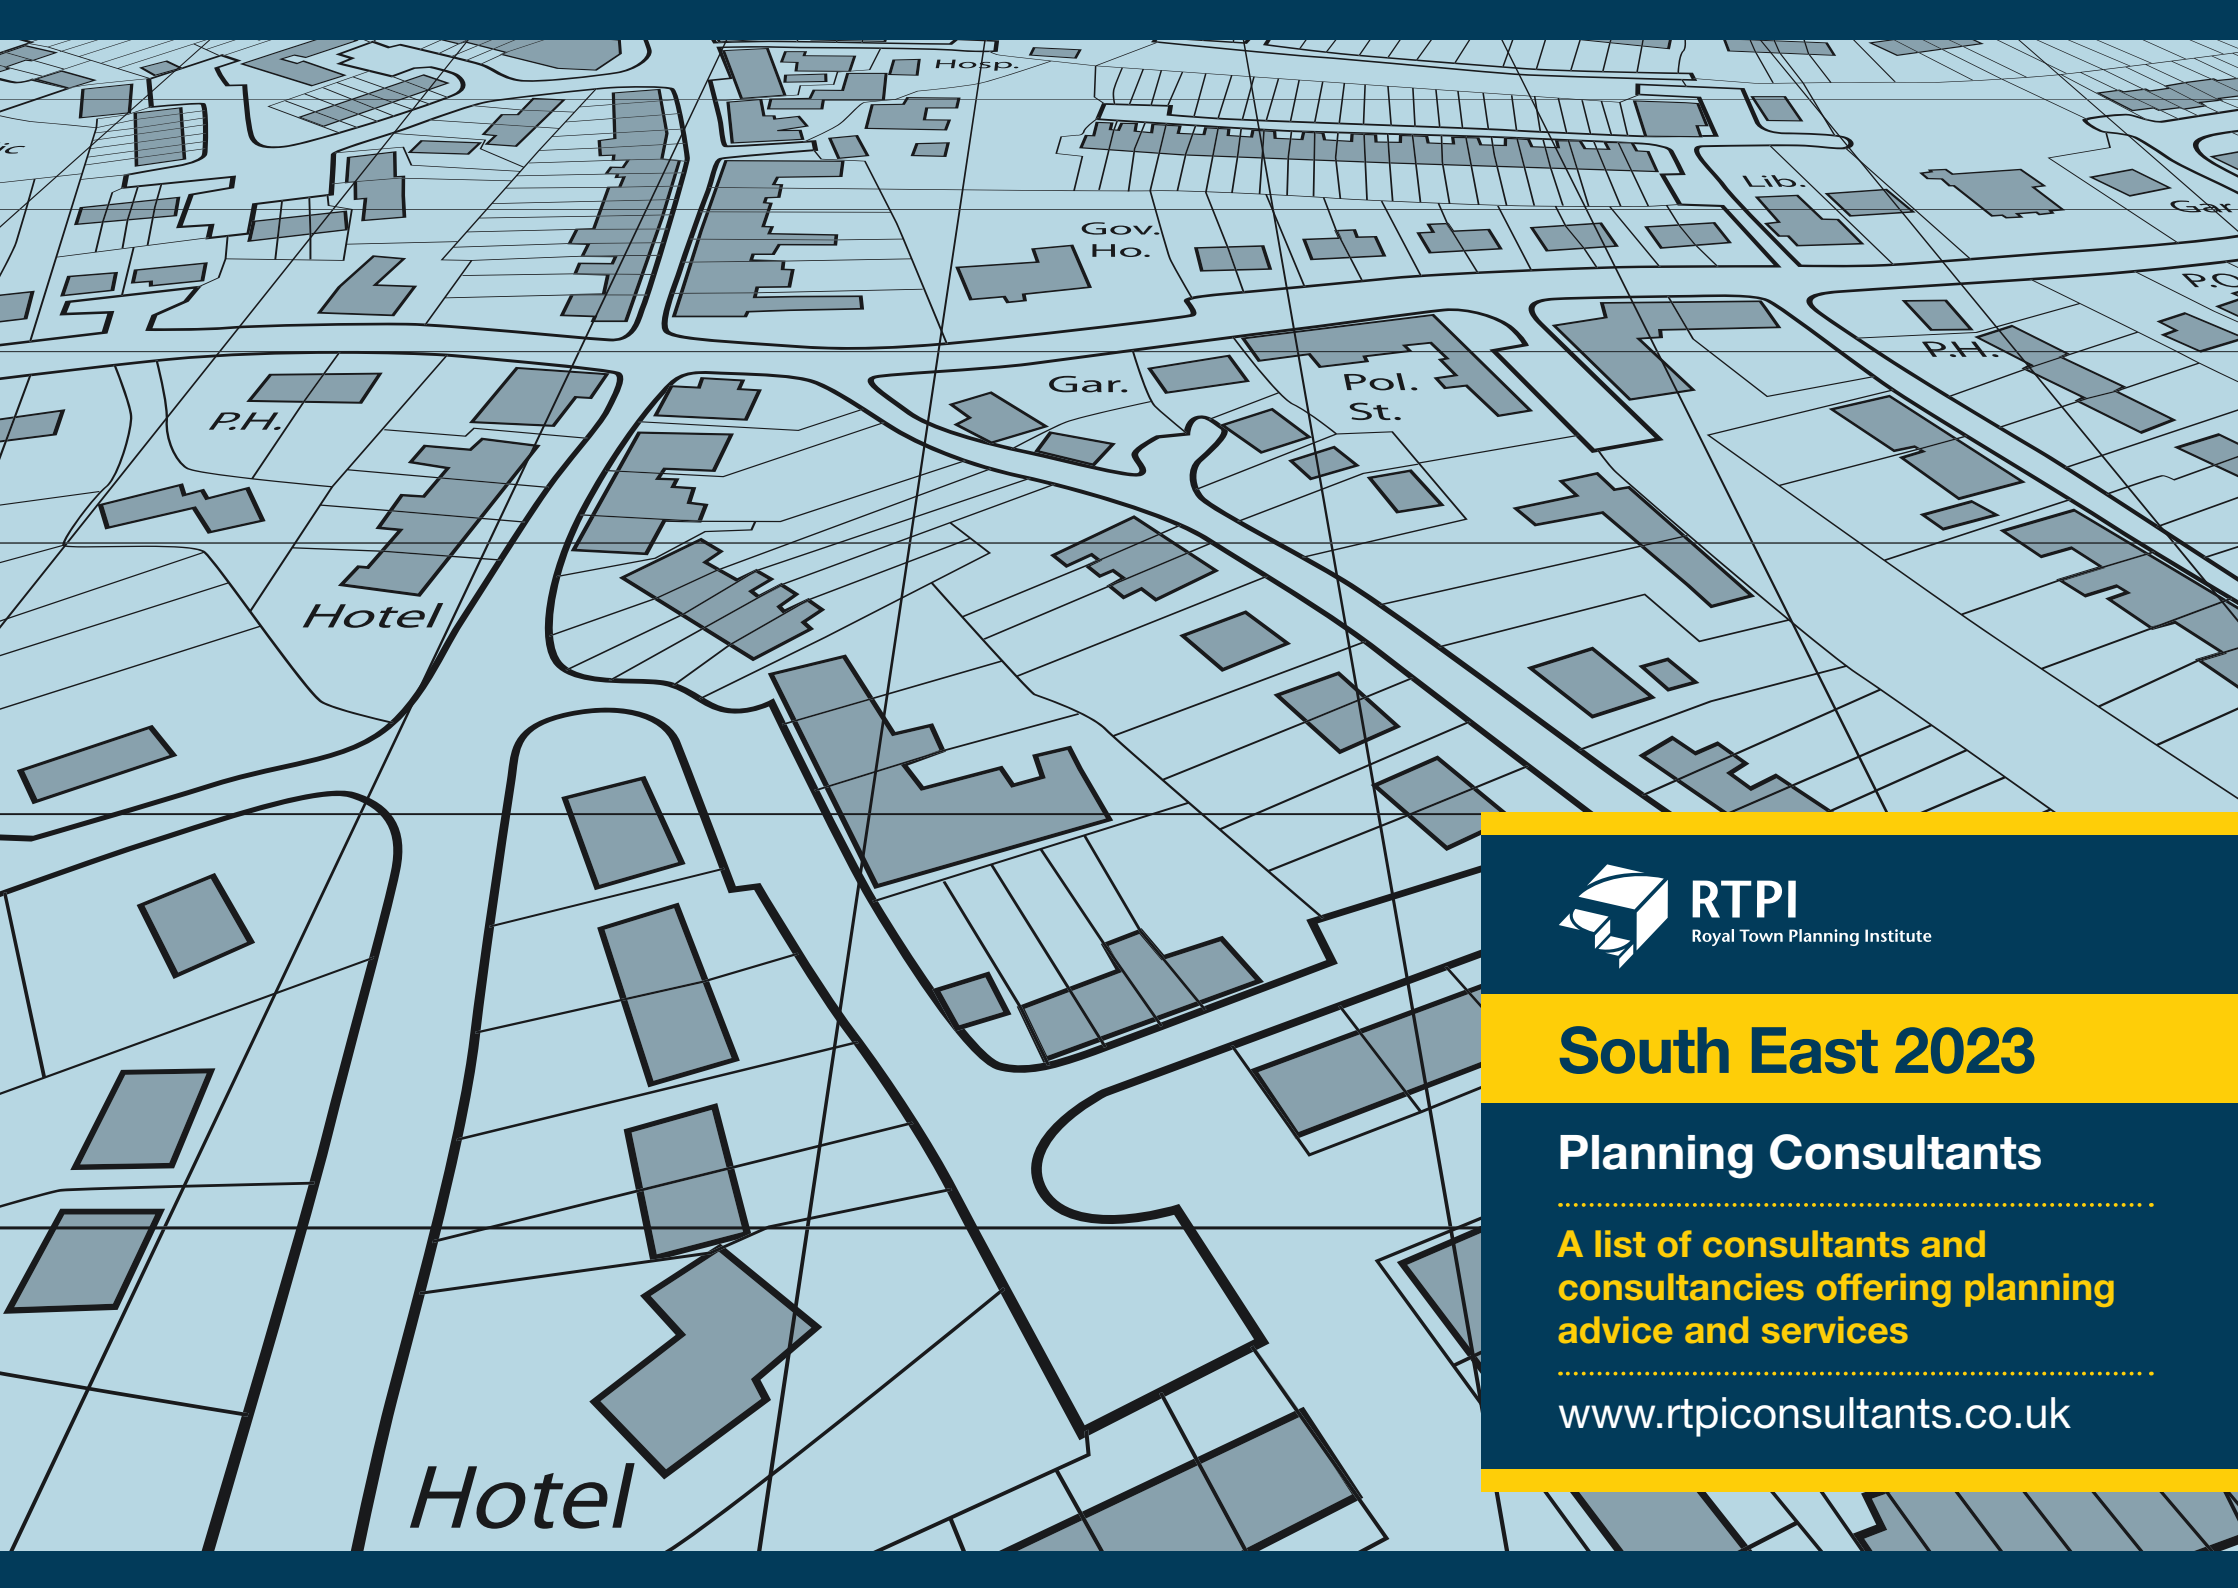 Hosp.
Lib.
Gar
Gov.
Ho.
P.C
P.H.
Gar.
Pol.
St.
P.H.
Hotel
Hotel
RTPI
Royal Town Planning Institute
South East 2023
Planning Consultants
A list of consultants and
consultancies offering planning
advice and services
www.rtpiconsultants.co.uk